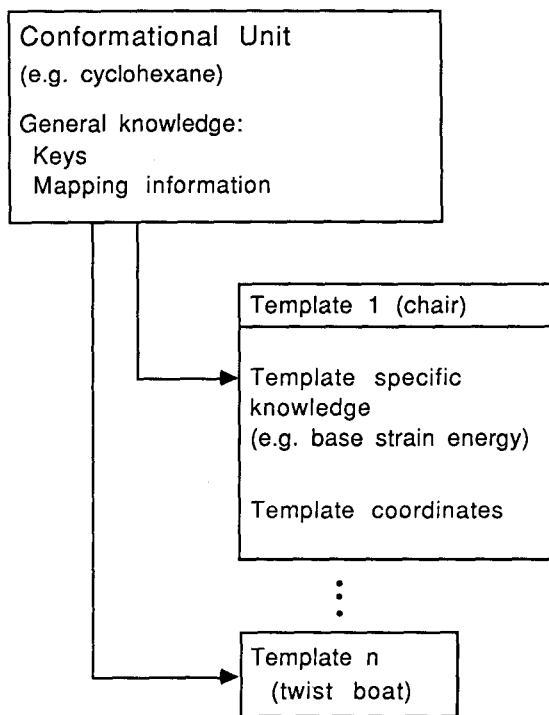 Conformational Unit
(e.g. cyclohexane)
General knowledge:
Keys
Mapping information
Template 1 (chair)
Template specific
knowledge
(e.g. base strain energy)
Template coordinates
Template n
(twist boat)